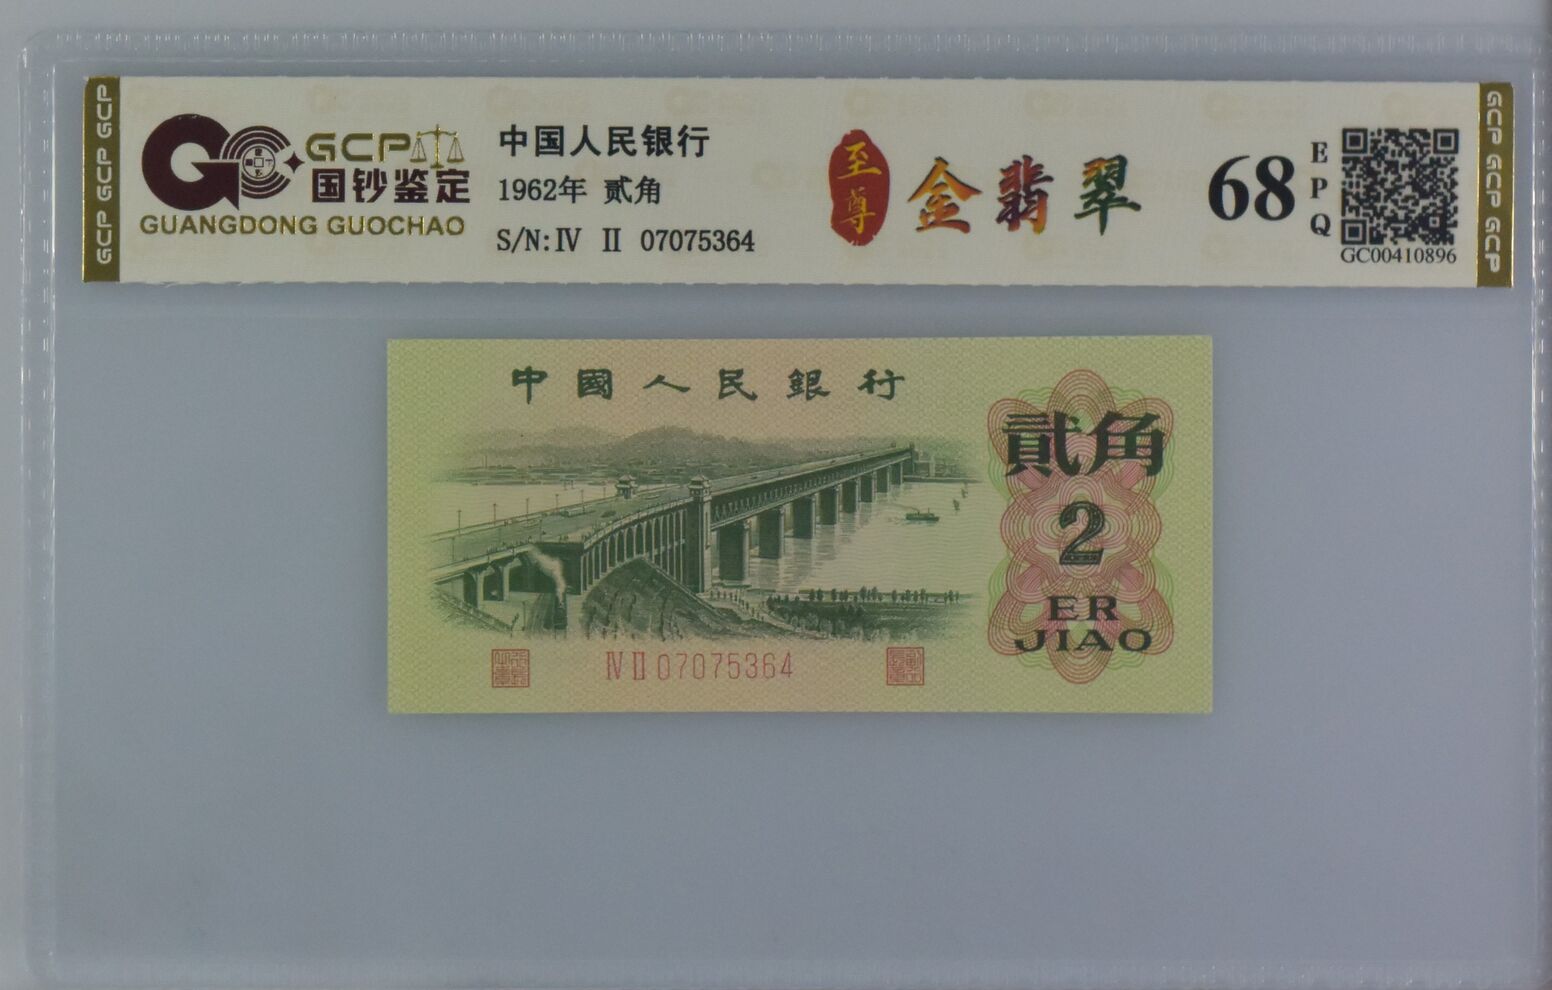 GCP GCP GCP
GCP
国钞鉴定
GUANGDONG GUOCHAO
中国人民银行
1962年 贰角
S/N:Ⅳ Ⅱ 07075364
至尊
金翡翠
68
EPQ
GC00410896
GCP GCP GCP
中國人民銀行
貳角
2
ER
JIAO
ⅣⅡ07075364